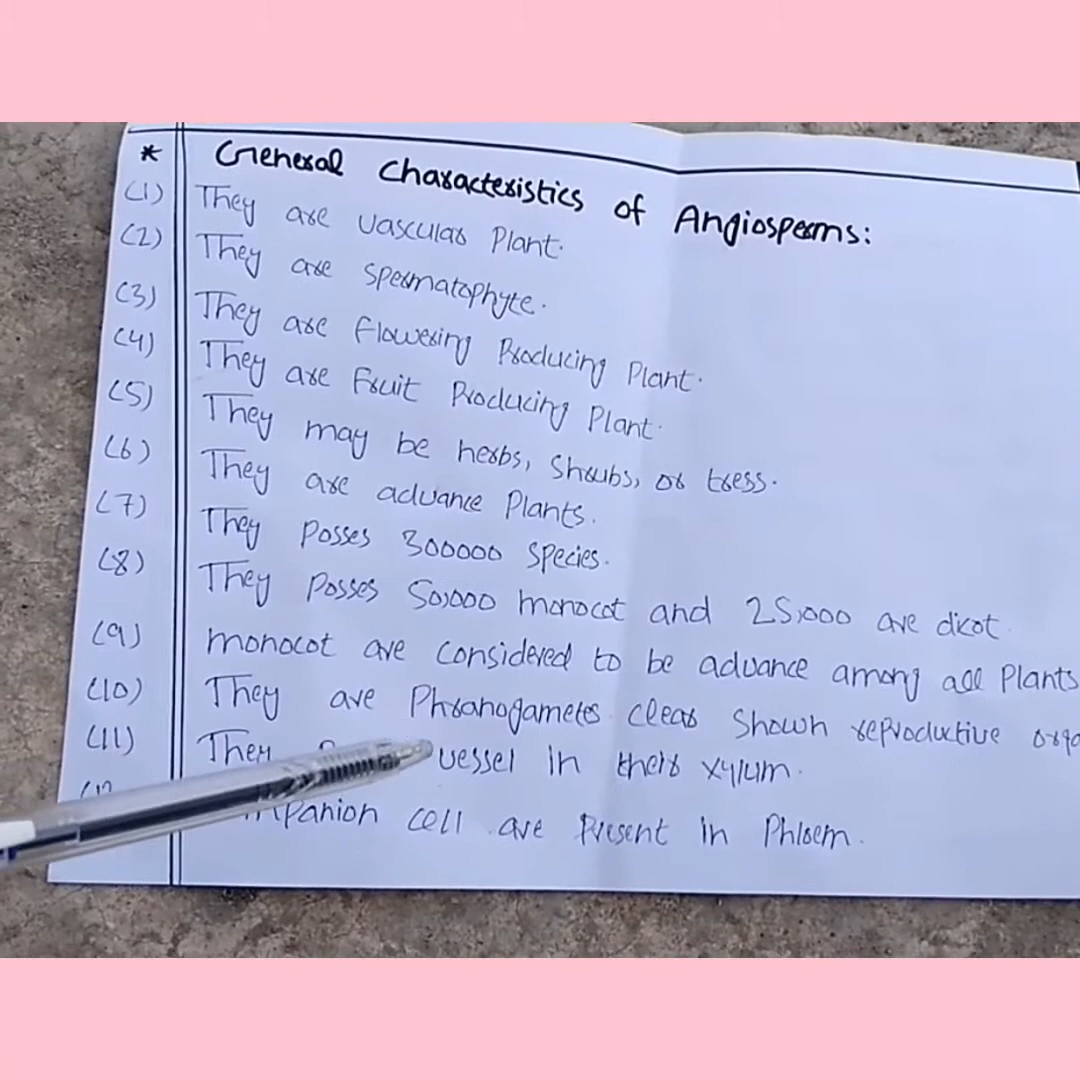 * General Characteristics of Angiosperms:
(1) They are vascular Plant.
(2) They are Spermatophyte.
(3) They are flowering Producing Plant.
(4) They are Fruit Producing Plant.
(5) They may be herbs, Shrubs, or tress.
(6) They are advance Plants.
(7) They Posses 300000 Species.
(8) They Posses 50,000 monocot and 25,000 are dicot.
(9) monocot are considered to be advance among all Plants
(10) They are Phranogametes clear shown reproductive
(11) They vessel in their xylum.
cell are Present in Phloem.